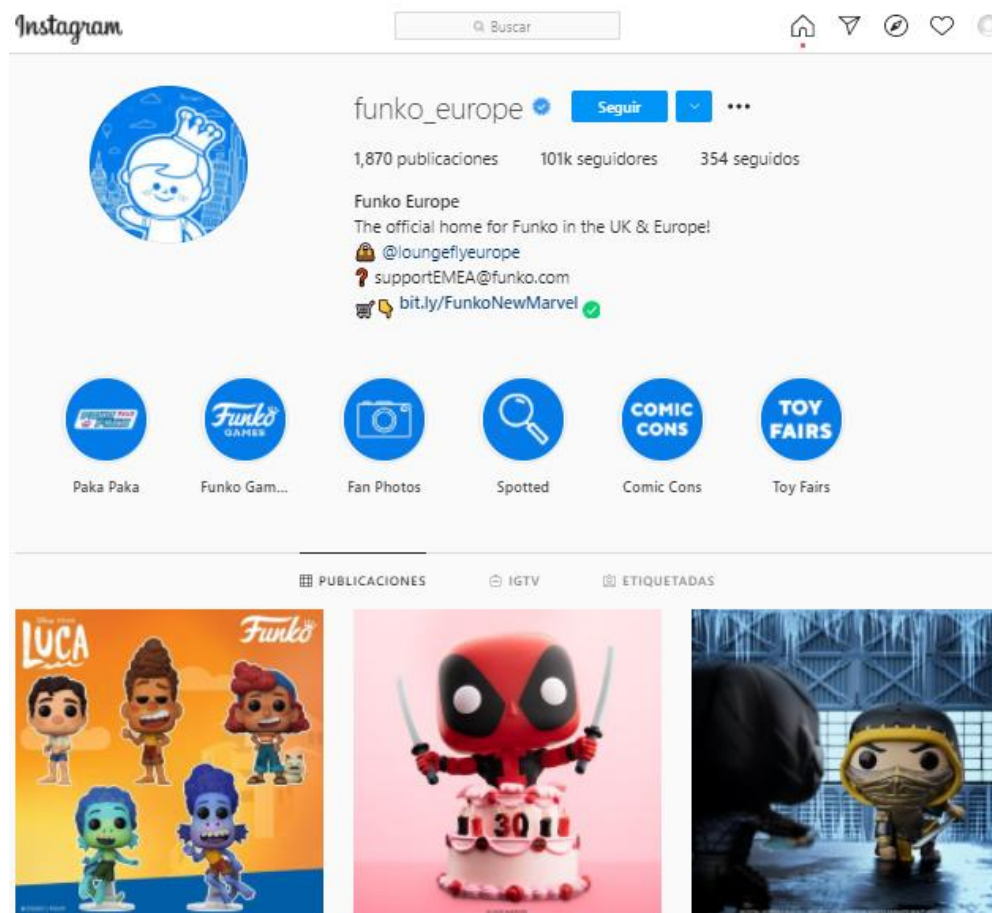 Instagram
Buscar
funko_europe Seguir
1,870 publicaciones 101k seguidores 354 seguidos
Funko Europe
The official home for Funko in the UK & Europe!
@loungeflyeurope
supportEMEA@funko.com
bit.ly/FunkoNewMarvel
Funko
GAMES
COMIC
CONS
TOY
FAIRS
Paka Paka Funko Gam... Fan Photos Spotted Comic Cons Toy Fairs
PUBLICACIONES IGTV ETIQUETADAS
Disney PIXAR
LUCA
Funko
30